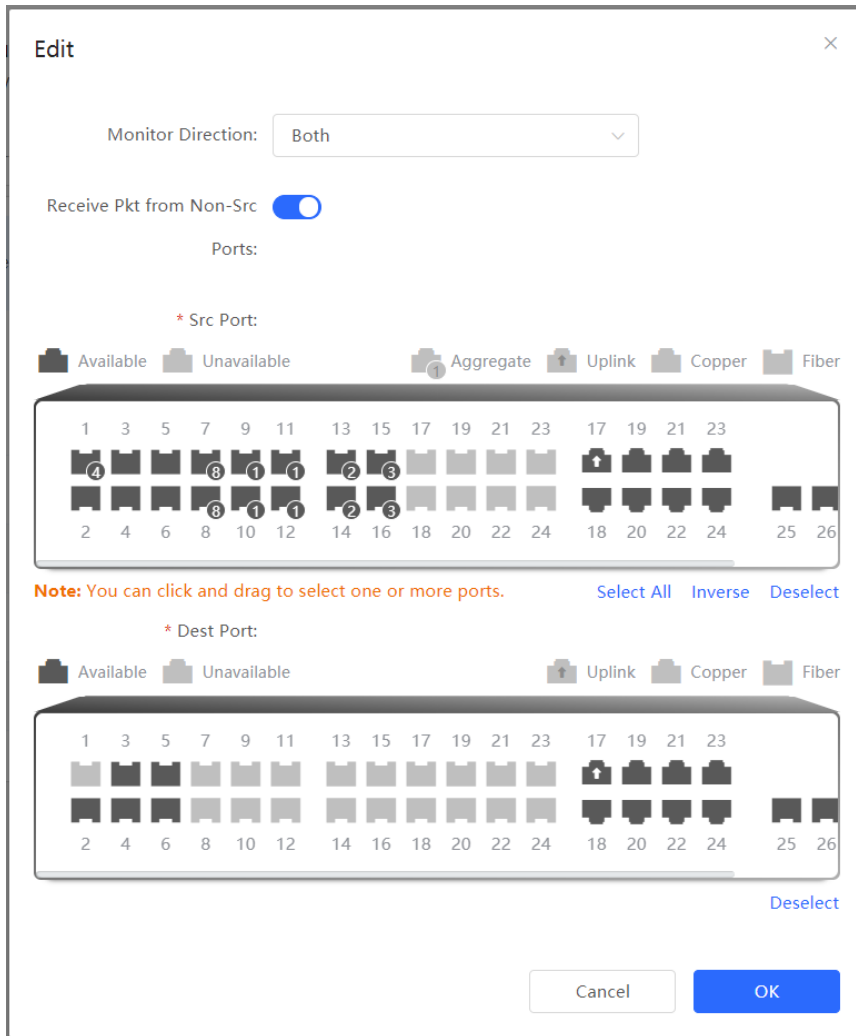 Edit
Monitor Direction: Both
Receive Pkt from Non-Src
Ports:
* Src Port:
Available Unavailable 1 Aggregate Uplink Copper Fiber
1 3 5 7 9 11 13 15 17 19 21 23 17 19 21 23
4 8 1 1 2 3
8 1 1 2 3
2 4 6 8 10 12 14 16 18 20 22 24 18 20 22 24 25 26
Note: You can click and drag to select one or more ports. Select All Inverse Deselect
* Dest Port:
Available Unavailable Uplink Copper Fiber
1 3 5 7 9 11 13 15 17 19 21 23 17 19 21 23
2 4 6 8 10 12 14 16 18 20 22 24 18 20 22 24 25 26
Deselect
Cancel OK